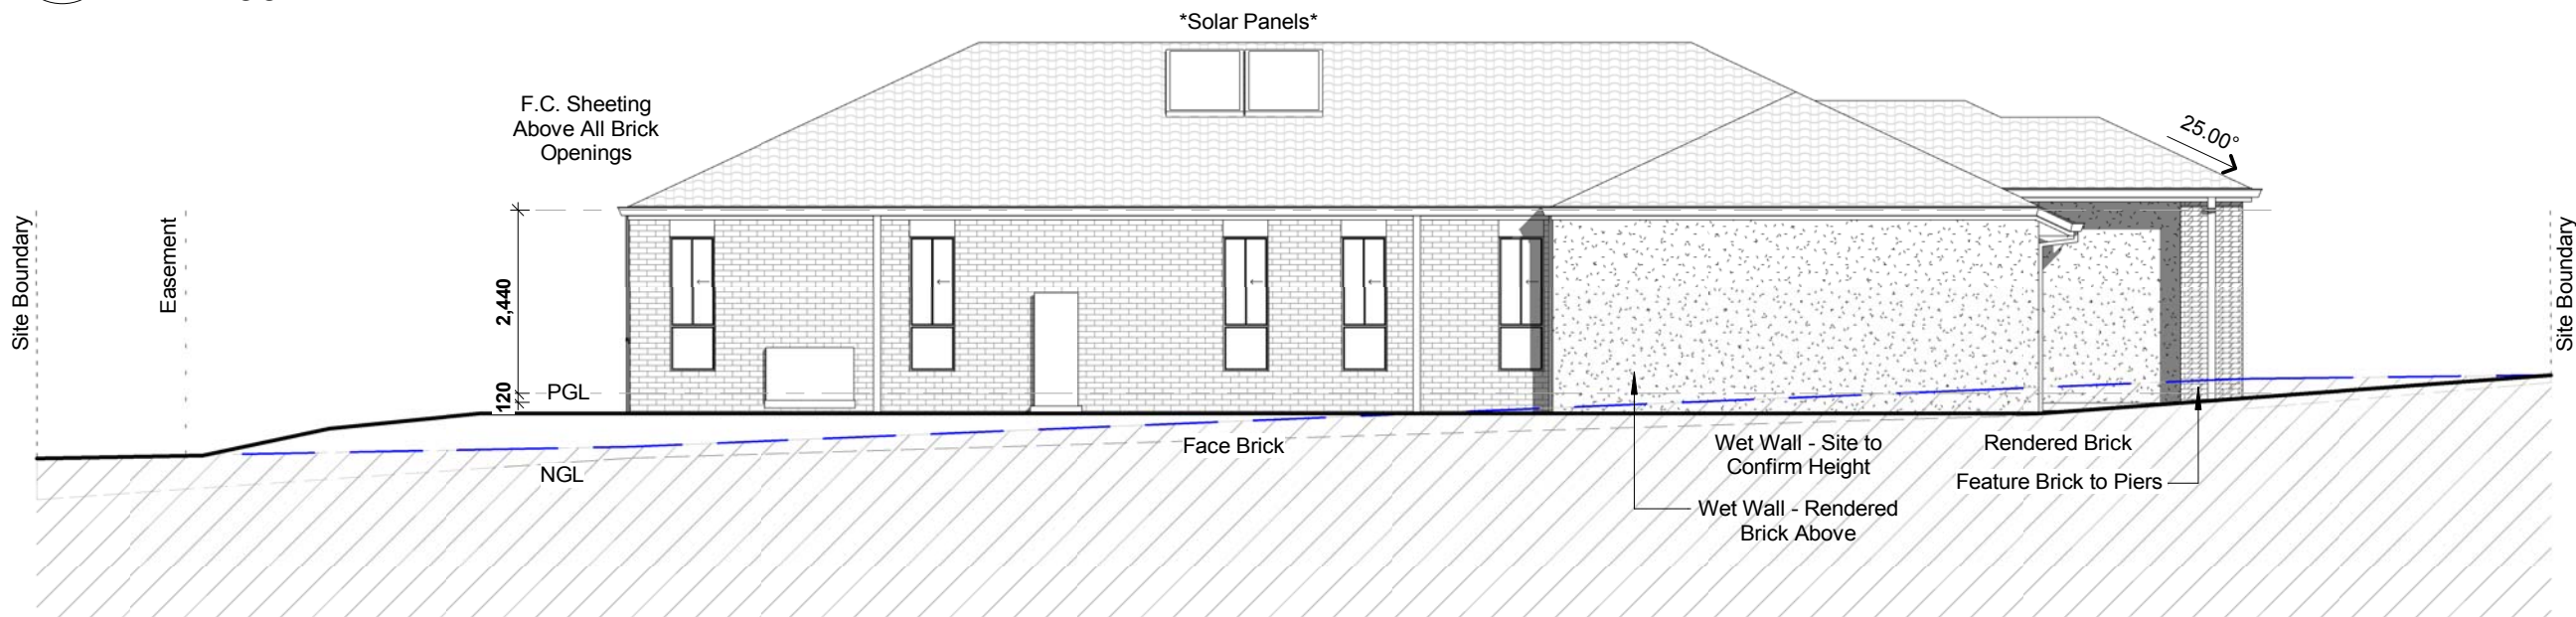 *Solar Panels*
F.C. Sheeting
Above All Brick
Openings
25.00°
Site Boundary
Easement
2,440
120
PGL
NGL
Face Brick
Wet Wall - Site to
Confirm Height
Wet Wall - Rendered
Brick Above
Rendered Brick
Feature Brick to Piers
Site Boundary